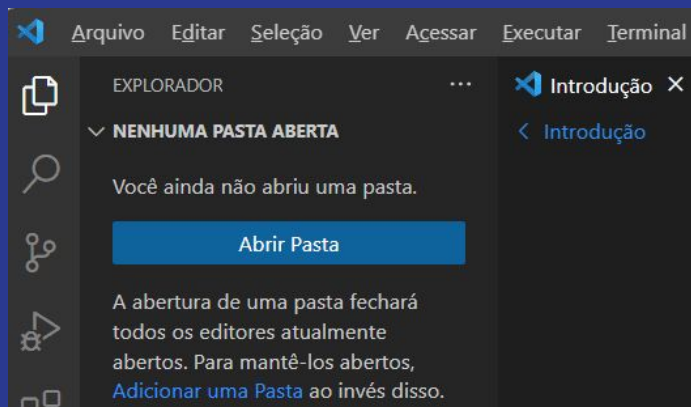 Arquivo Editar Seleção Ver Acessar Executar Terminal
EXPLORADOR ···
Introdução ×
NENHUMA PASTA ABERTA
< Introdução
Você ainda não abriu uma pasta.
Abrir Pasta
A abertura de uma pasta fechará
todos os editores atualmente
abertos. Para mantê-los abertos,
Adicionar uma Pasta ao invés disso.